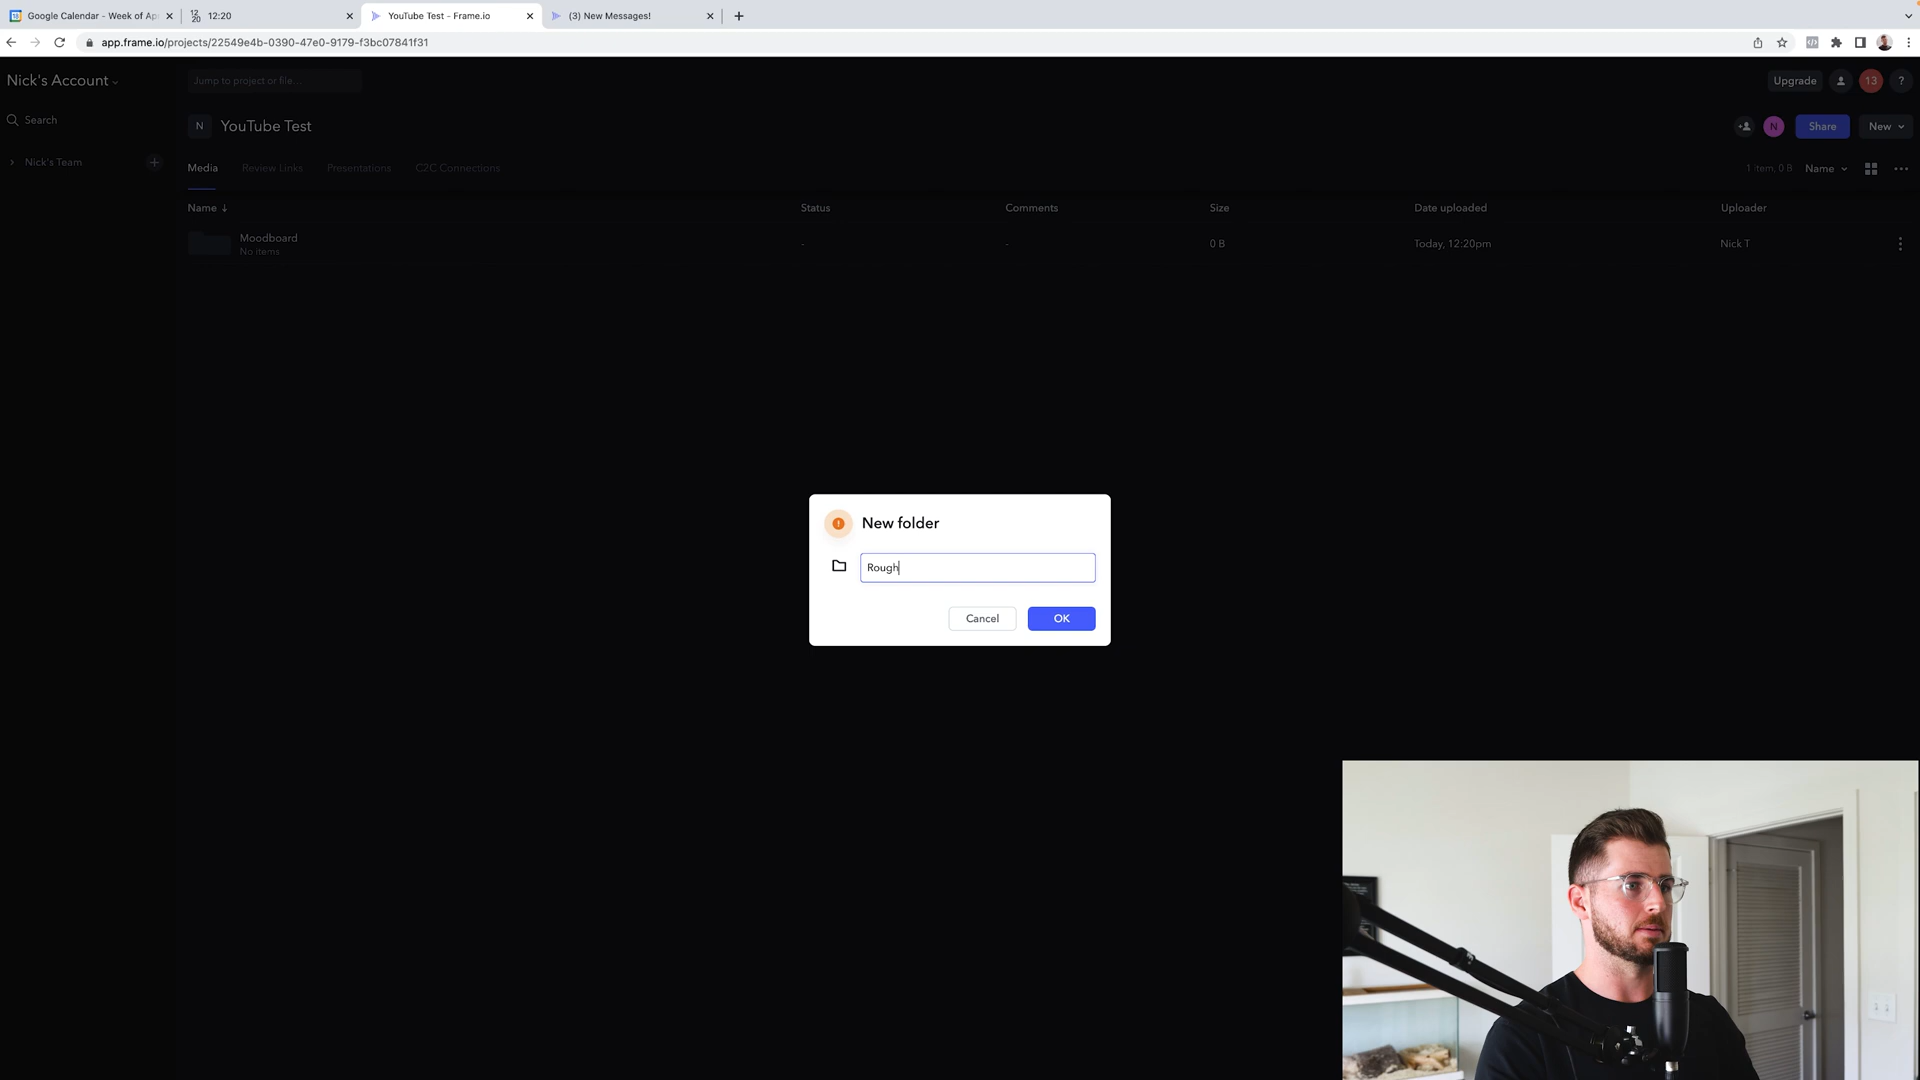 Google Calendar - Week of Ap
12:20
YouTube Test - Frame.io
(3) New Messages!
app.frame.io/projects/22549e4b-0390-47e0-9179-f3bc07841f31
Nick's Account
Jump to project or file...
Upgrade
13
?
Search
N
YouTube Test
N
Share
New
Nick's Team
Media
Review Links
Presentations
C2C Connections
1 item, 0 B
Name
Name
Status
Comments
Size
Date uploaded
Uploader
Moodboard
No items
-
-
0 B
Today, 12:20pm
Nick T
New folder
Rough
Cancel
OK